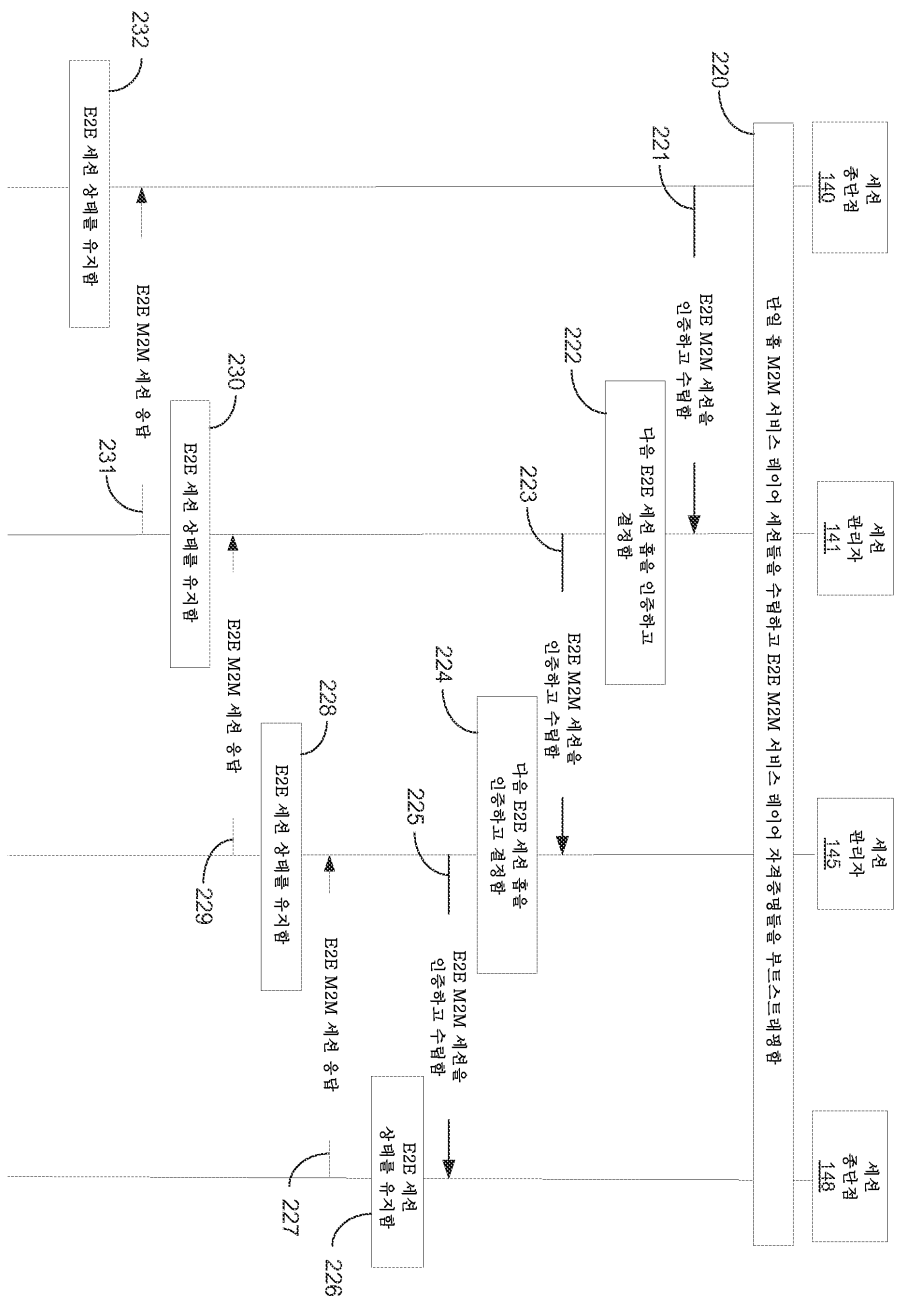 세션
종단점
140
세션
관리자
141
세션
관리자
145
세션
종단점
148
220
단일 홉 M2M 서비스 레이어 세션들을 수립하고 E2E M2M 서비스 레이어 자격증명들을 부트스트래핑함
221
E2E M2M 세션을
인증하고 수립함
222
다음 E2E 세션 홉을 인증하고
결정함
223
E2E M2M 세션을
인증하고 수립함
224
다음 E2E 세션 홉을
인증하고 결정함
225
E2E M2M 세션을
인증하고 수립함
E2E 세션
상태를 유지함
226
E2E M2M 세션 응답
227
228
E2E 세션 상태를 유지함
E2E M2M 세션 응답
229
230
E2E 세션 상태를 유지함
E2E M2M 세션 응답
231
232
E2E 세션 상태를 유지함